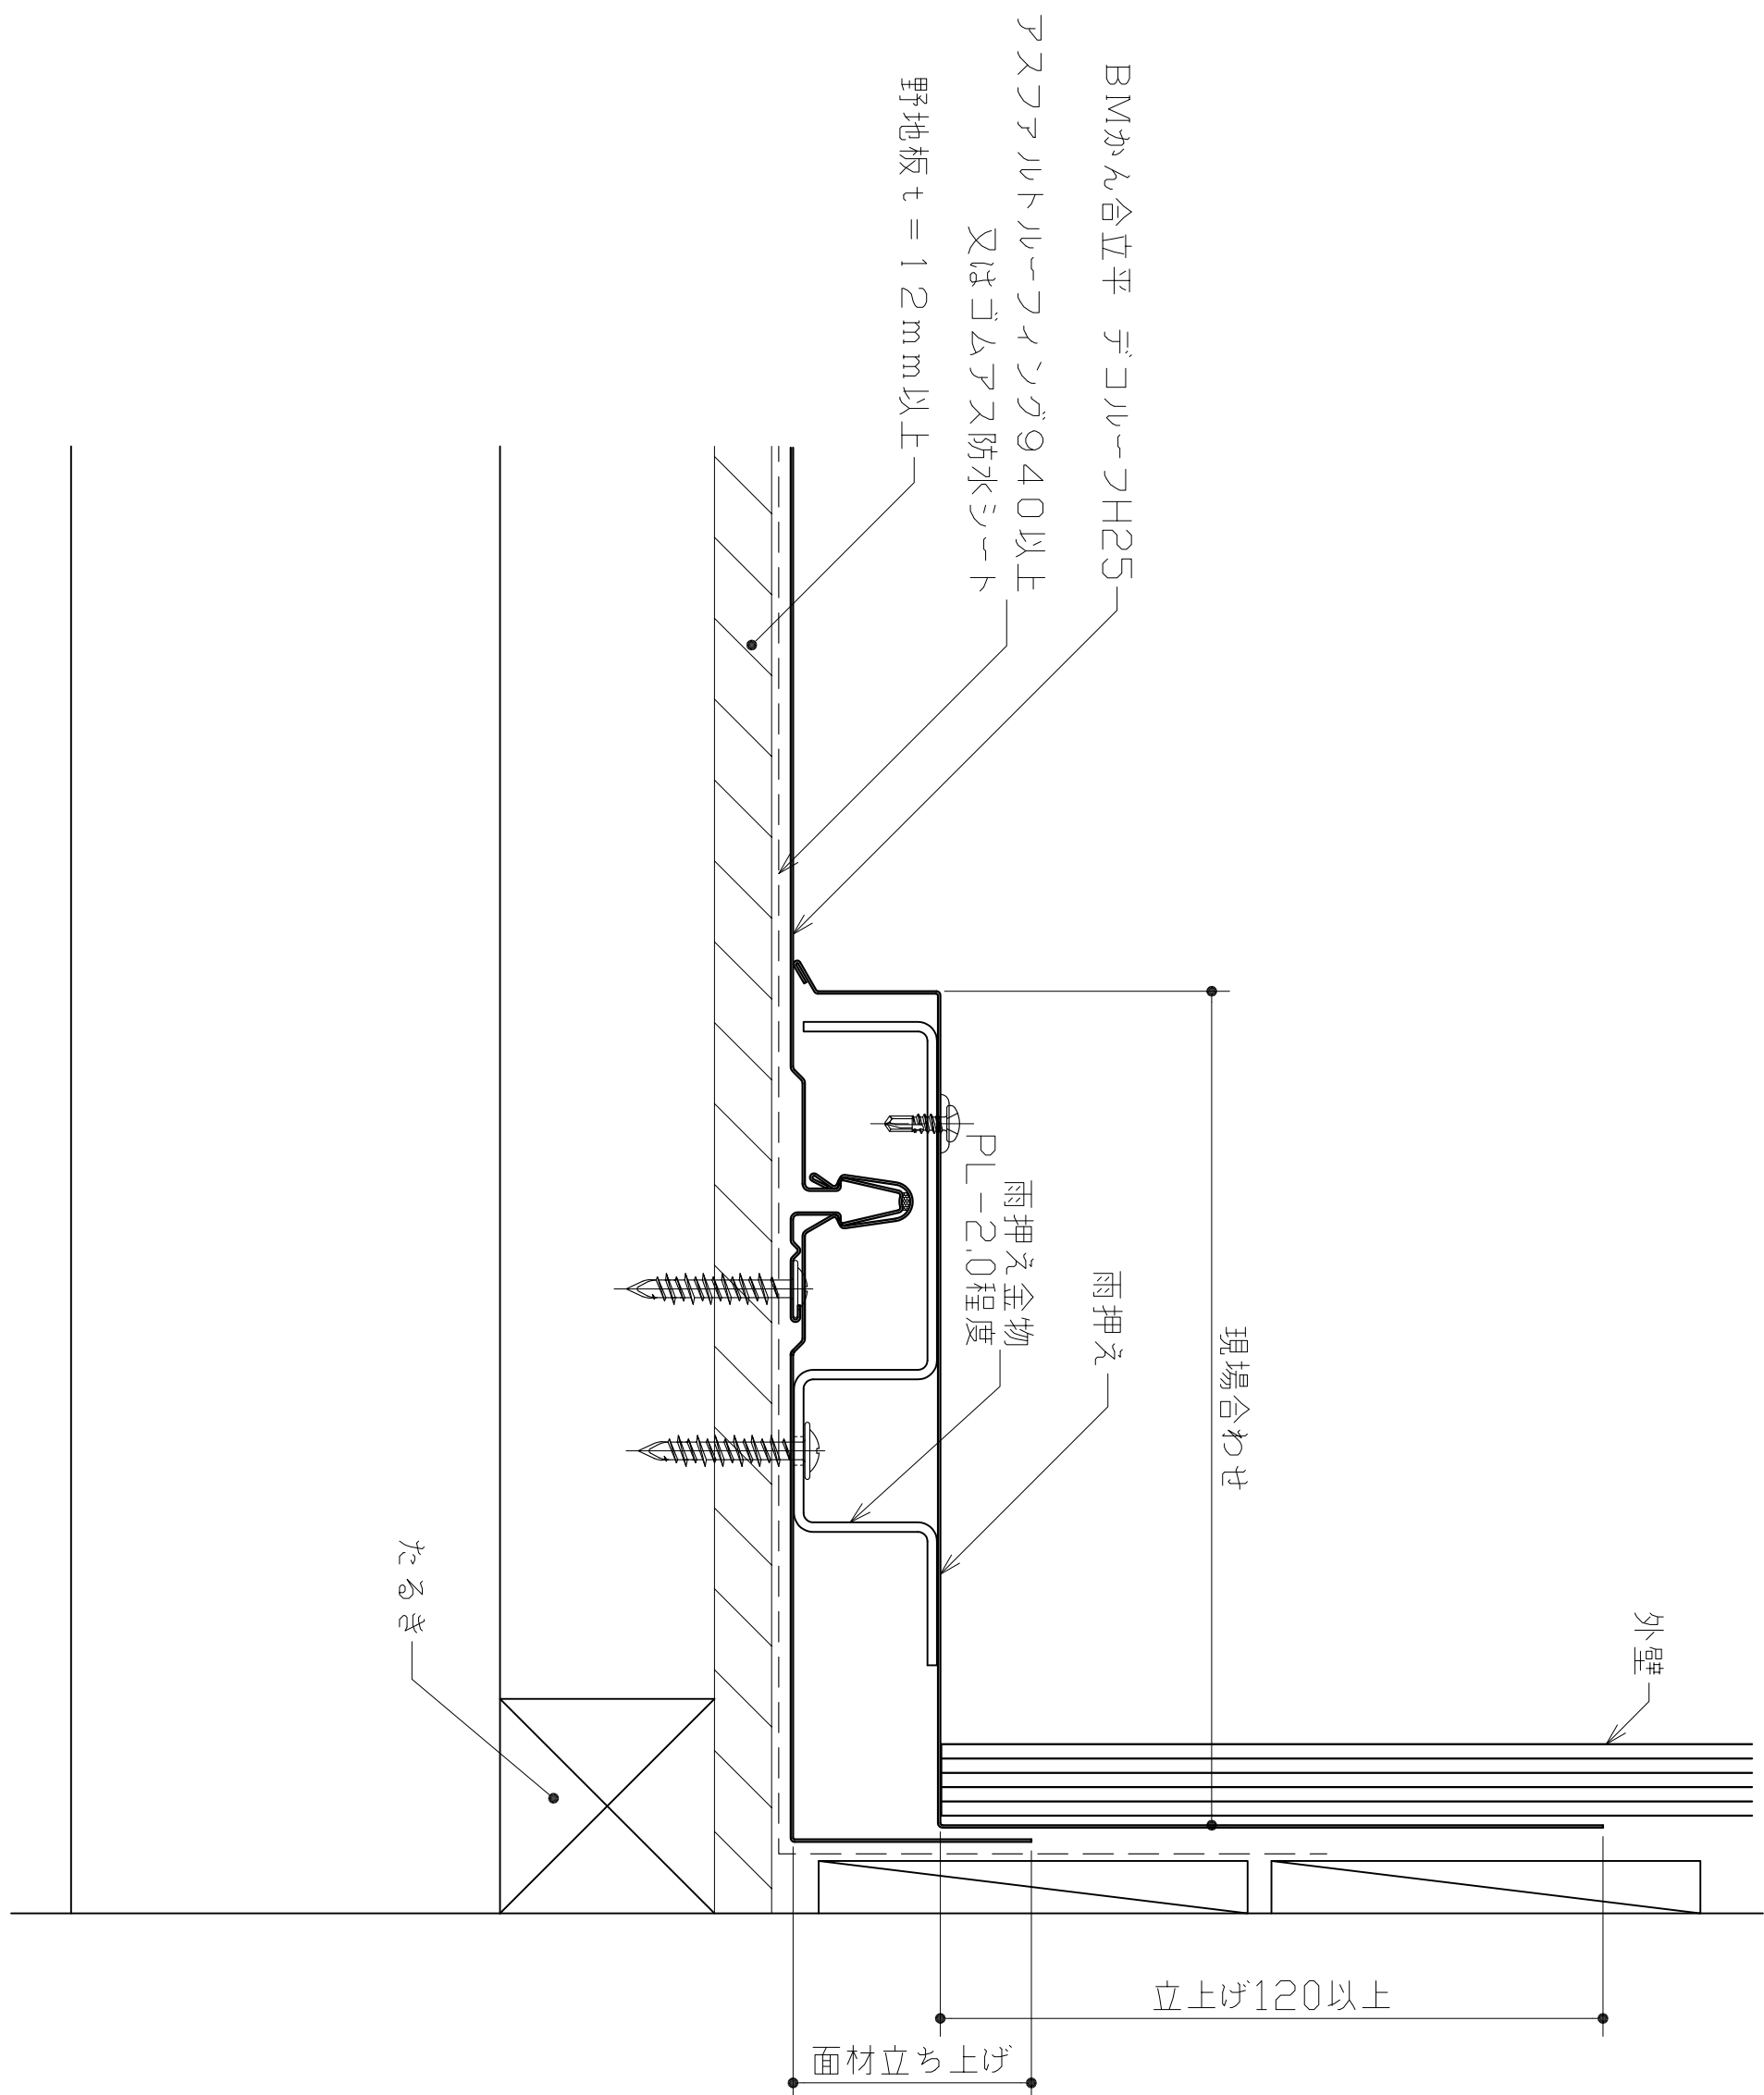 BMかん合立平 デコルーフH25
アスファルトルーフィング940以上
又はゴムアス防水シート
野地板t=12mm以上
現場合わせ
雨押え
雨押え金物
PL-2.0程度
外壁
たるき
立上げ120以上
面材立ち上げ